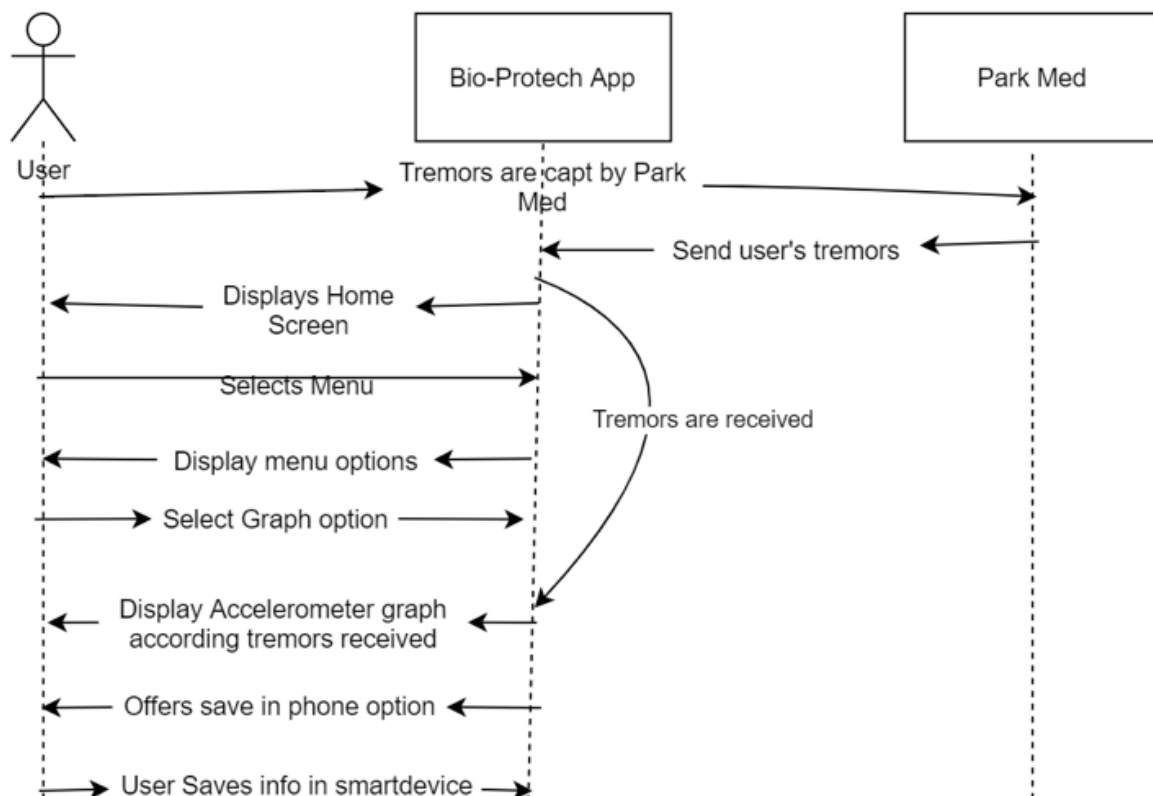 Bio-Protech App
Park Med
User
Tremors are capt by Park
Med
Send user's tremors
Displays Home
Screen
Selects Menu
Tremors are received
Display menu options
Select Graph option
Display Accelerometer graph
according tremors received
Offers save in phone option
User Saves info in smartdevice